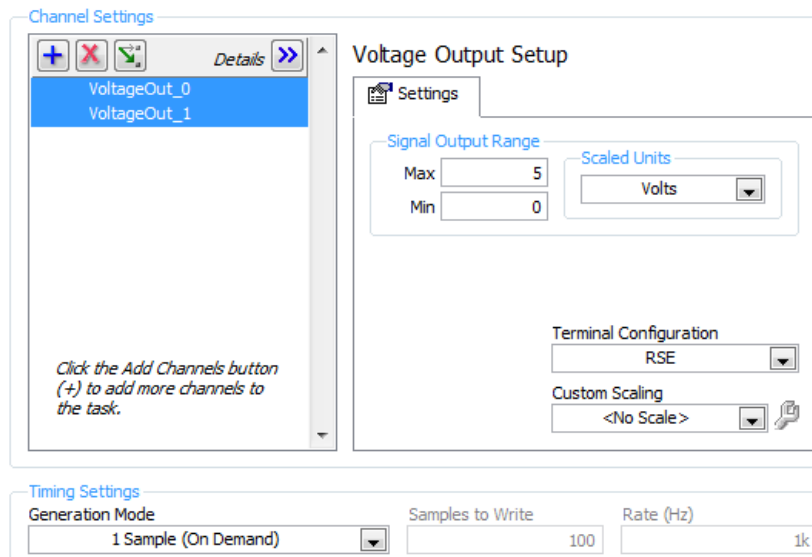 Channel Settings
Details
VoltageOut_0
VoltageOut_1
Click the Add Channels button
(+) to add more channels to
the task.
Voltage Output Setup
Settings
Signal Output Range
Max 5
Min 0
Scaled Units
Volts
Terminal Configuration
RSE
Custom Scaling
<No Scale>
Timing Settings
Generation Mode
1 Sample (On Demand)
Samples to Write
100
Rate (Hz)
1k